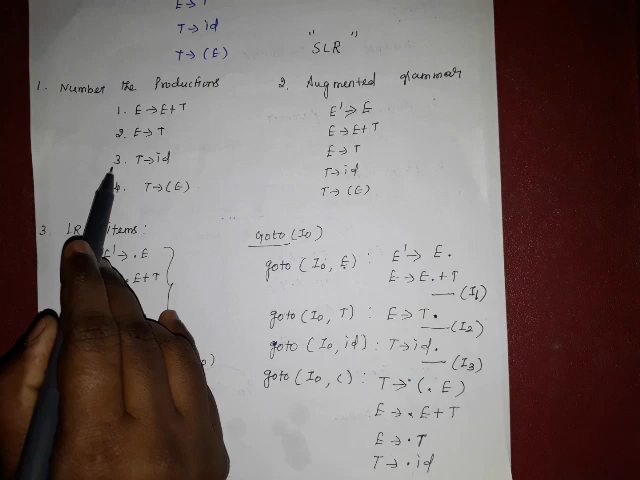 E → T
T → id
T → (E)
"SLR"
1. Number the Productions
1. E → E+T
2. E → T
3. T → id
4. T → (E)
2. Augmented grammar
E' → E
E → E+T
E → T
T → id
T → (E)
3 LR items:
E' → .E
. E+T
Goto (I0)
goto (I0, E) : E' → E.
E → E.+T
— (I1)
goto (I0, T) : E → T.
— (I2)
goto (I0, id) : T → id.
— (I3)
goto (I0, () : T → (.E)
E → .E+T
E → .T
T → .id